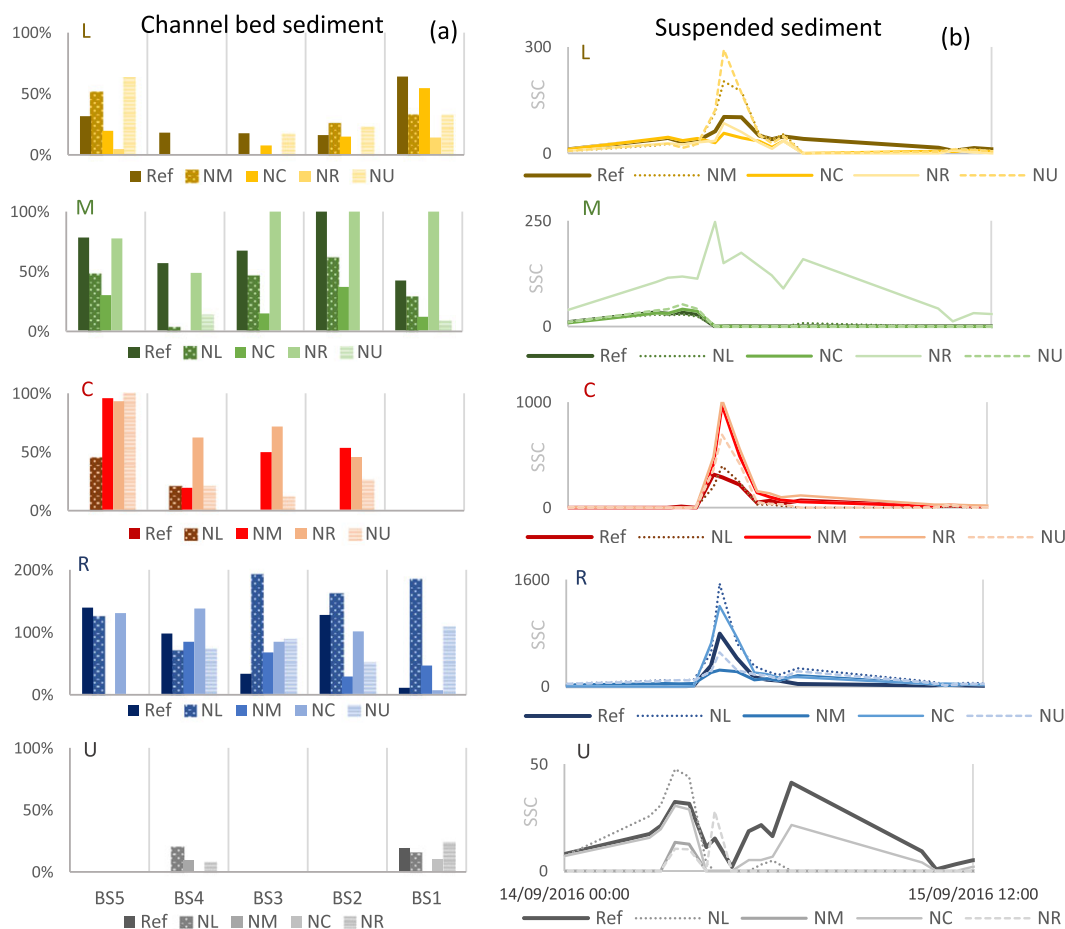 Channel bed sediment (a)
L
100%
50%
0%
Ref NM NC NR NU
M
100%
50%
0%
Ref NL NC NR NU
C
100%
50%
0%
Ref NL NM NR NU
R
200%
100%
0%
Ref NL NM NC NU
U
100%
50%
0%
BS5 BS4 BS3 BS2 BS1
Ref NL NM NC NR
Suspended sediment (b)
L
300
SSC
0
Ref NM NC NR NU
M
250
SSC
0
Ref NL NC NR NU
C
1000
SSC
0
Ref NL NM NR NU
R
1600
SSC
0
Ref NL NM NC NU
U
50
SSC
0
14/09/2016 00:00 15/09/2016 12:00
Ref NL NM NC NR